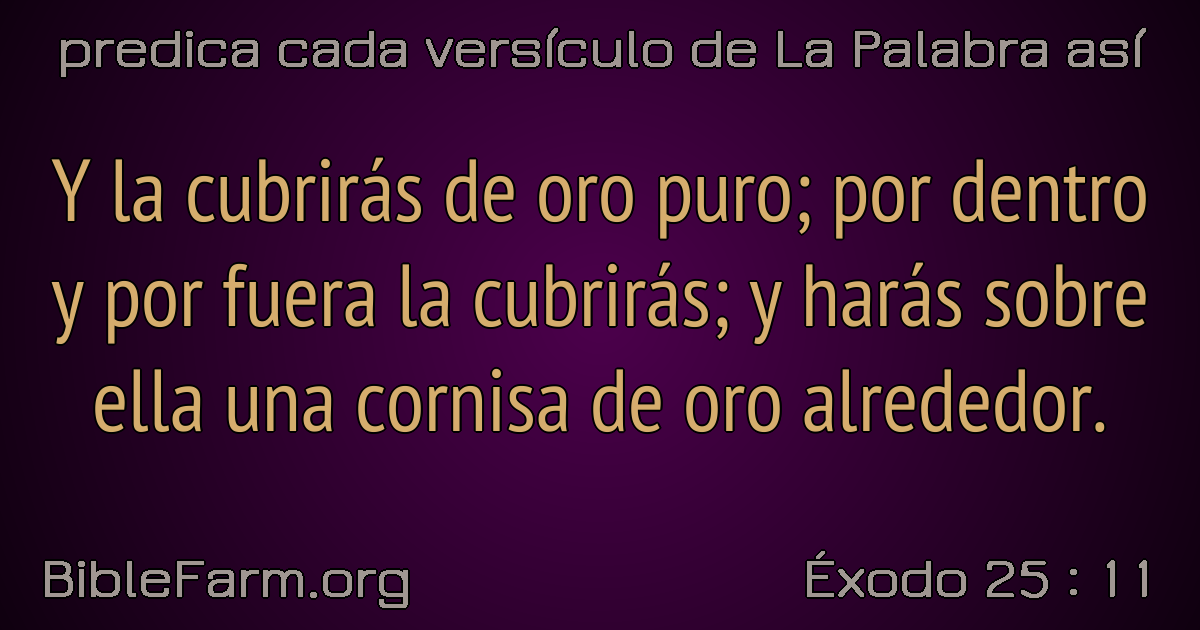 predica cada versículo de La Palabra así
Y la cubrirás de oro puro; por dentro
y por fuera la cubrirás; y harás sobre
ella una cornisa de oro alrededor.
BibleFarm.org
Éxodo 25 : 11